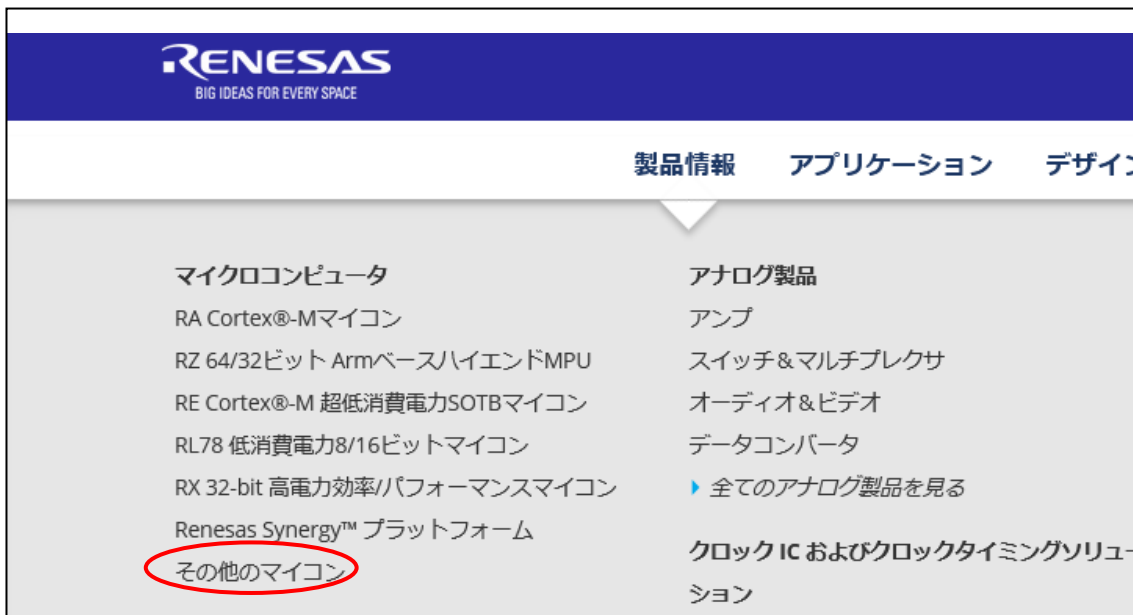 RENESAS
BIG IDEAS FOR EVERY SPACE
製品情報 アプリケーション デザイン
マイクロコンピュータ
RA Cortex®-Mマイコン
RZ 64/32ビット ArmベースハイエンドMPU
RE Cortex®-M 超低消費電力SOTBマイコン
RL78 低消費電力8/16ビットマイコン
RX 32-bit 高電力効率/パフォーマンスマイコン
Renesas Synergy™ プラットフォーム
その他のマイコン
アナログ製品
アンプ
スイッチ&マルチプレクサ
オーディオ&ビデオ
データコンバータ
全てのアナログ製品を見る
クロック IC およびクロックタイミングソリュー
ション